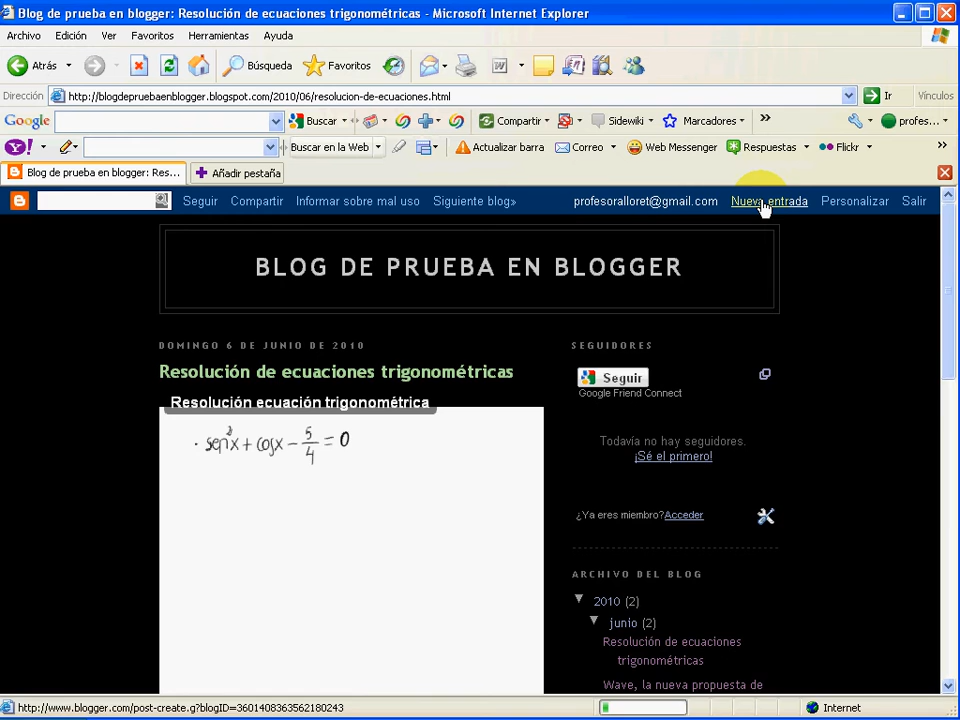 Blog de prueba en blogger: Resolución de ecuaciones trigonométricas - Microsoft Internet Explorer
Archivo Edición Ver Favoritos Herramientas Ayuda
Atrás Búsqueda Favoritos
Dirección http://blogdepruebaenblogger.blogspot.com/2010/06/resolucion-de-ecuaciones.html Ir Vínculos
Google Buscar Compartir Sidewiki Marcadores » profes...
Y! Buscar en la Web Actualizar barra Correo Web Messenger Respuestas Flickr »
Blog de prueba en blogger: Res... Añadir pestaña
Seguir Compartir Informar sobre mal uso Siguiente blog» profesoralloret@gmail.com Nueva entrada Personalizar Salir
BLOG DE PRUEBA EN BLOGGER
DOMINGO 6 DE JUNIO DE 2010
Resolución de ecuaciones trigonométricas
Resolución ecuación trigonométrica
· sen²x + cosx - 5/4 = 0
SEGUIDORES
Seguir
Google Friend Connect
Todavía no hay seguidores.
¡Sé el primero!
¿Ya eres miembro?Acceder
ARCHIVO DEL BLOG
▼ 2010 (2)
▼ junio (2)
Resolución de ecuaciones
trigonométricas
Wave, la nueva propuesta de
http://www.blogger.com/post-create.g?blogID=3601408363562180243 Internet